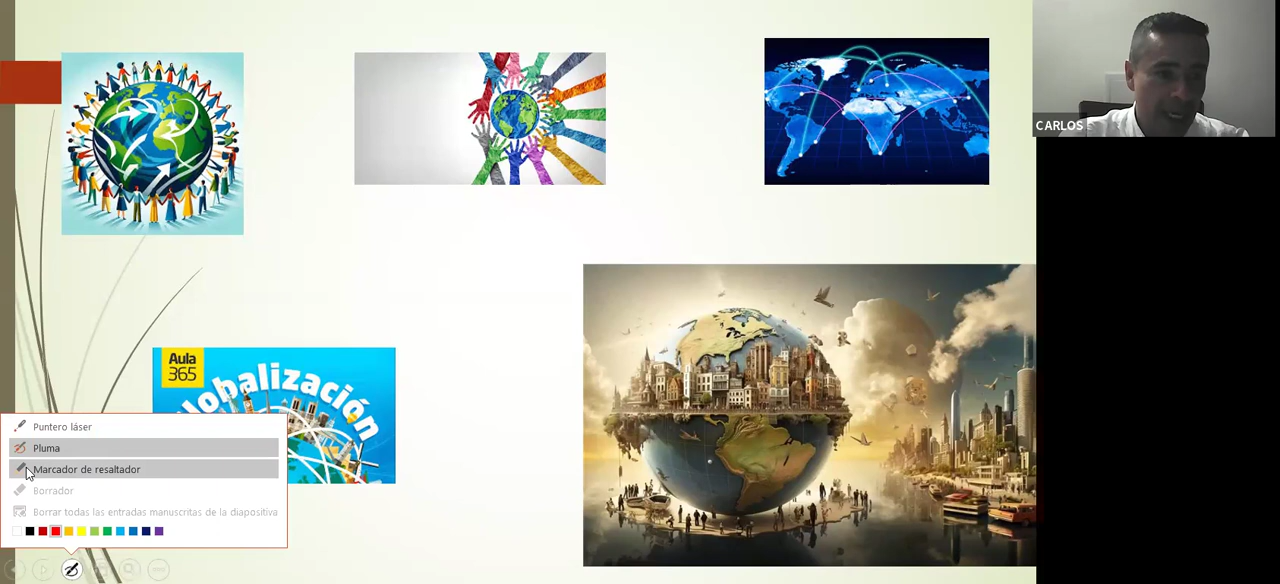 CARLOS
Aula
365
lobalización
Puntero láser
Pluma
Marcador de resaltador
Borrador
Borrar todas las entradas manuscritas de la diapositiva